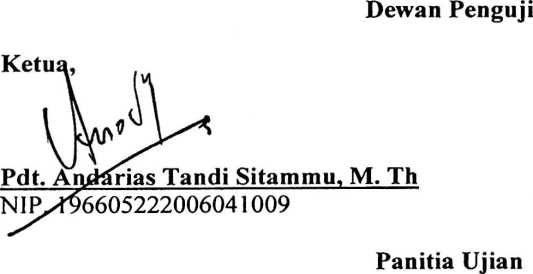 Dewan Penguji
Ketua,
Pdt. Andarias Tandi Sitammu, M. Th
NIP. 196605222006041009
Panitia Ujian